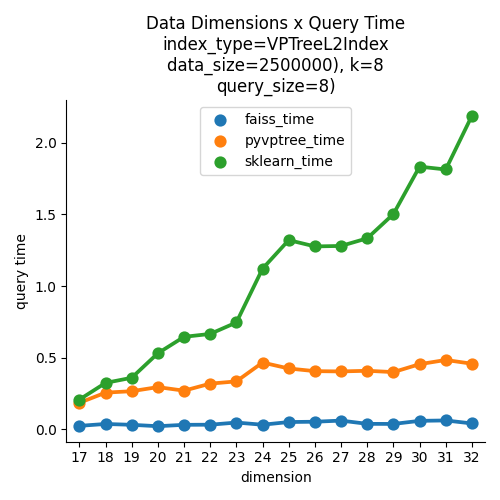 Data Dimensions x Query Time
index_type=VPTreeL2Index
data_size=2500000), k=8
query_size=8)
faiss_time
pyvptree_time
sklearn_time
query time
2.0
1.5
1.0
0.5
0.0
17 18 19 20 21 22 23 24 25 26 27 28 29 30 31 32
dimension